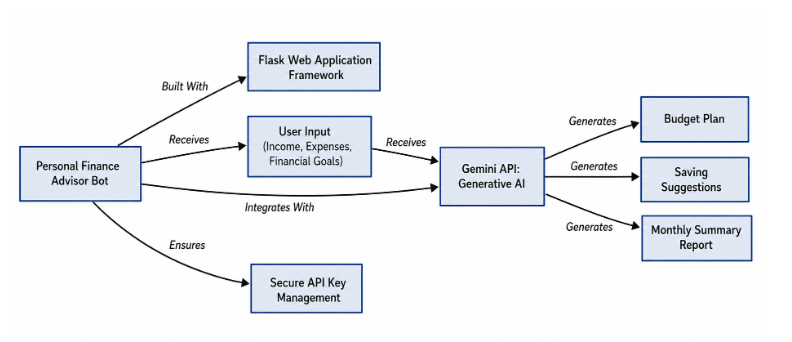 Flask Web Application
Framework
Built With
Receives
User Input
(Income, Expenses,
Financial Goals)
Receives
Personal Finance
Advisor Bot
Integrates With
Gemini API:
Generative AI
Generates
Budget Plan
Generates
Saving
Suggestions
Generates
Monthly Summary
Report
Ensures
Secure API Key
Management